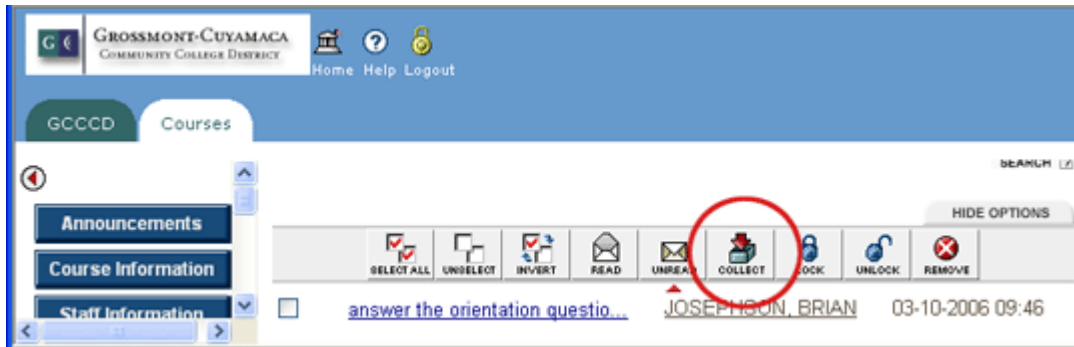 G C GROSSMONT-CUYAMACA
COMMUNITY COLLEGE DISTRICT
Home Help Logout
GCCCD Courses
SEARCH
HIDE OPTIONS
Announcements
Course Information
Staff Information
SELECT ALL UNSELECT INVERT READ UNREAD COLLECT LOCK UNLOCK REMOVE
answer the orientation questio... JOSEPHSON, BRIAN 03-10-2006 09:46